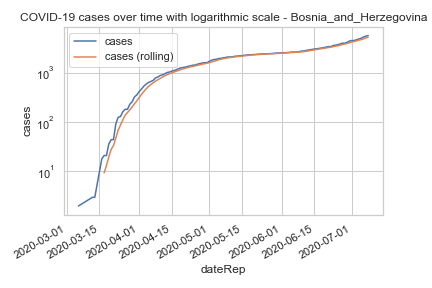 COVID-19 cases over time with logarithmic scale - Bosnia_and_Herzegovina
cases
cases (rolling)
10³
10²
10¹
cases
2020-03-01
2020-03-15
2020-04-01
2020-04-15
2020-05-01
2020-05-15
2020-06-01
2020-06-15
2020-07-01
dateRep